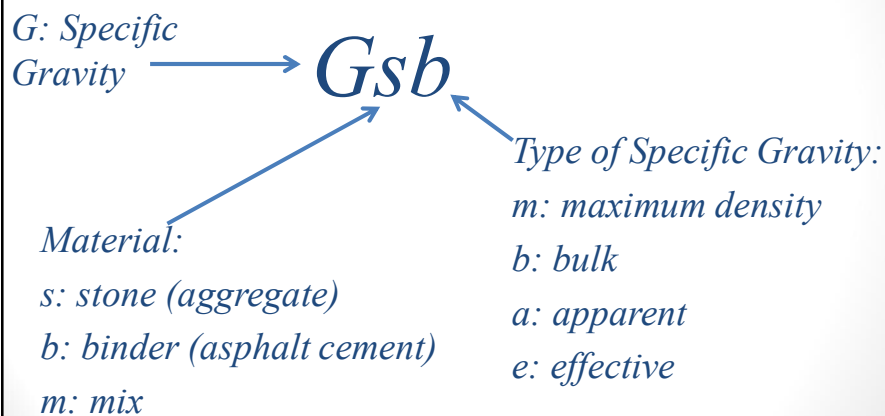 G: Specific
Gravity
Gsb
Type of Specific Gravity:
m: maximum density
b: bulk
a: apparent
e: effective
Material:
s: stone (aggregate)
b: binder (asphalt cement)
m: mix